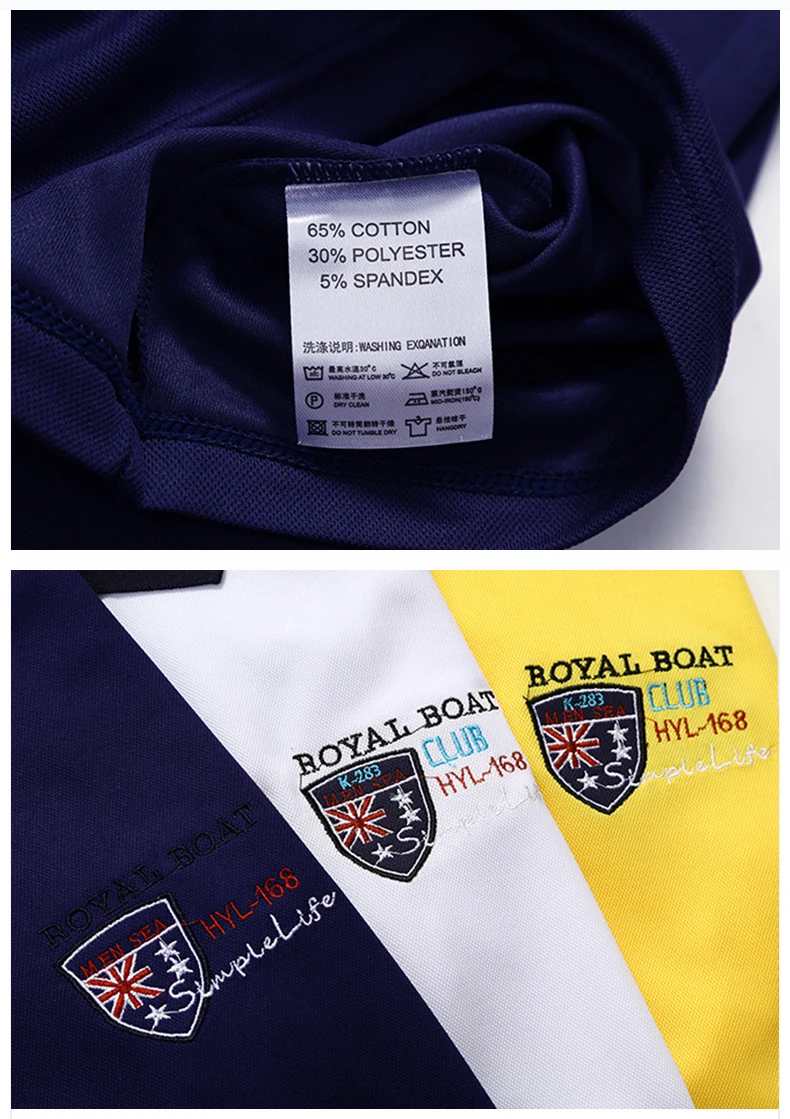 65% COTTON
30% POLYESTER
5% SPANDEX
洗涤说明:WASHING EXQANATION
最高水温30°C
WASHING AT LOW 30°C
不可氯漂
DO NOT BLEACH
P
标准干洗
DRY CLEAN
蒸汽熨烫150°C
MID-IRON(150°C)
不可转笼翻转干燥
DO NOT TUMBLE DRY
悬挂晾干
HANGDRY
ROYAL BOAT
CLUB
K-283
MEN SEA
HYL-168
SimpleLife
ROYAL BOAT
CLUB
K-283
MEN SEA
HYL-168
SimpleLife
ROYAL BOAT
HYL-168
MEN SEA
SimpleLife